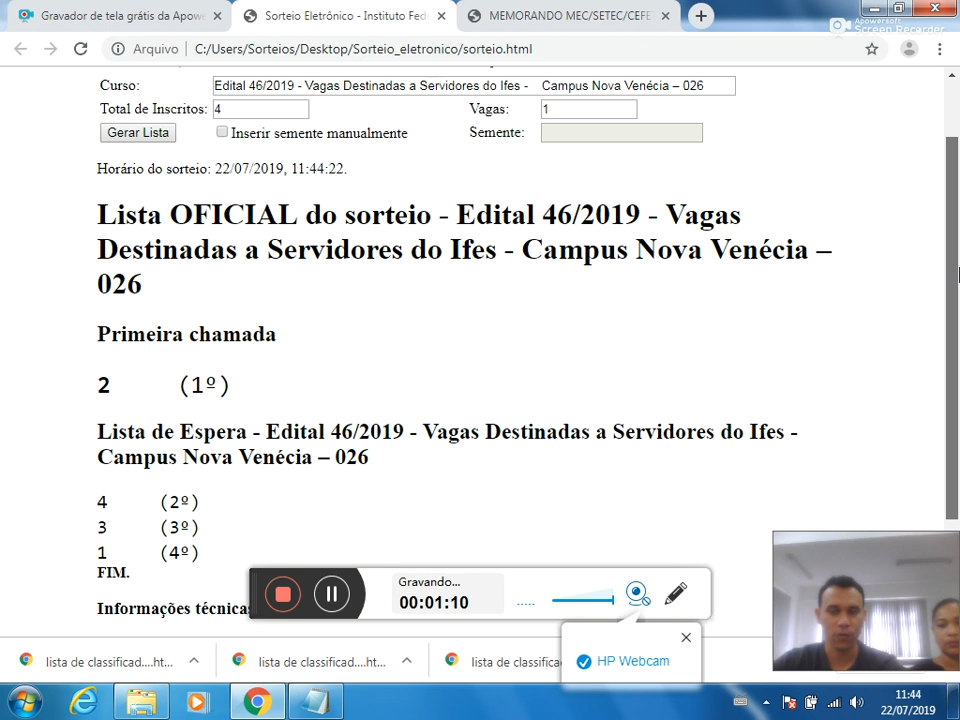 Gravador de tela grátis da Apowe
Sorteio Eletrônico - Instituto Fede
MEMORANDO MEC/SETEC/CEFE
Apowersoft
Screen Recorder
Arquivo
C:/Users/Sorteios/Desktop/Sorteio_eletronico/sorteio.html
Curso: Edital 46/2019 - Vagas Destinadas a Servidores do Ifes - Campus Nova Venécia – 026
Total de Inscritos: 4 Vagas: 1
Gerar Lista Inserir semente manualmente Semente:
Horário do sorteio: 22/07/2019, 11:44:22.
Lista OFICIAL do sorteio - Edital 46/2019 - Vagas
Destinadas a Servidores do Ifes - Campus Nova Venécia –
026
Primeira chamada
2 (1º)
Lista de Espera - Edital 46/2019 - Vagas Destinadas a Servidores do Ifes -
Campus Nova Venécia – 026
4 (2º)
3 (3º)
1 (4º)
FIM.
Informações técnicas
Gravando...
00:01:10
.....
HP Webcam
lista de classificad....ht...
lista de classificad....ht...
lista de classifica
11:44
22/07/2019